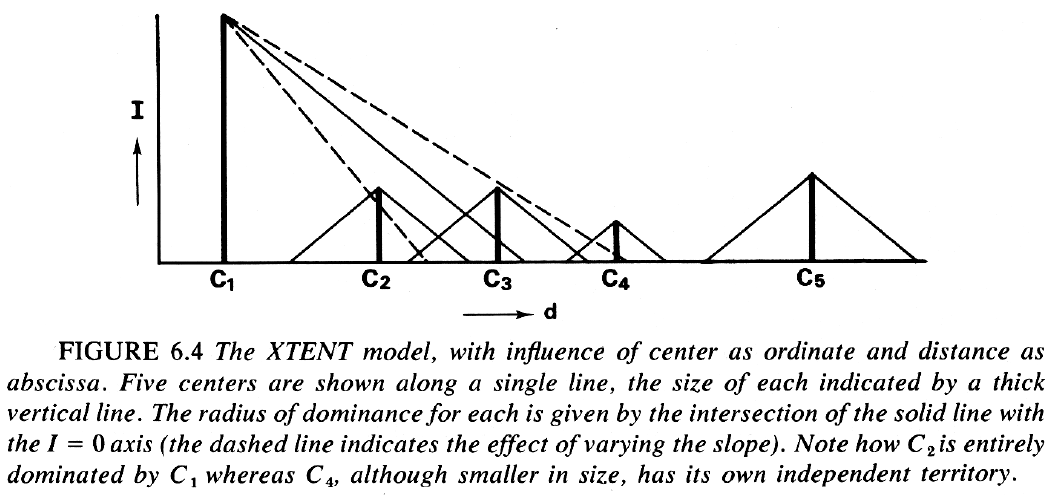 I
C1 C2 C3 C4 C5
d
FIGURE 6.4 The XTENT model, with influence of center as ordinate and distance as
abscissa. Five centers are shown along a single line, the size of each indicated by a thick
vertical line. The radius of dominance for each is given by the intersection of the solid line with
the I = 0 axis (the dashed line indicates the effect of varying the slope). Note how C2 is entirely
dominated by C1 whereas C4, although smaller in size, has its own independent territory.